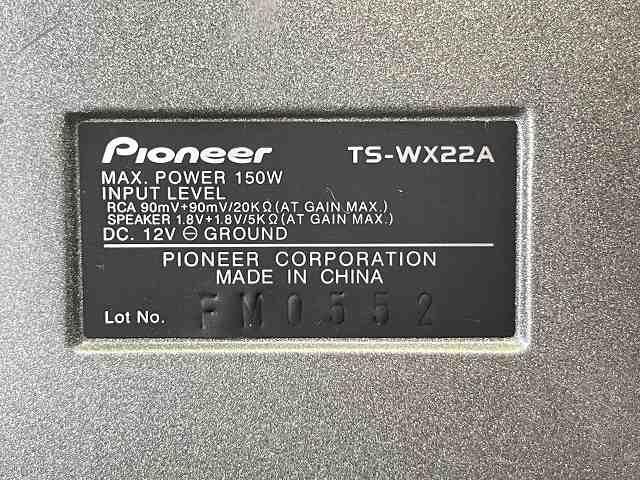 Pioneer TS-WX22A
MAX. POWER 150W
INPUT LEVEL
RCA 90mV+90mV/20KΩ(AT GAIN MAX.)
SPEAKER 1.8V+1.8V/5KΩ(AT GAIN MAX.)
DC. 12V ⊖ GROUND
PIONEER CORPORATION
MADE IN CHINA
Lot No. FM0552